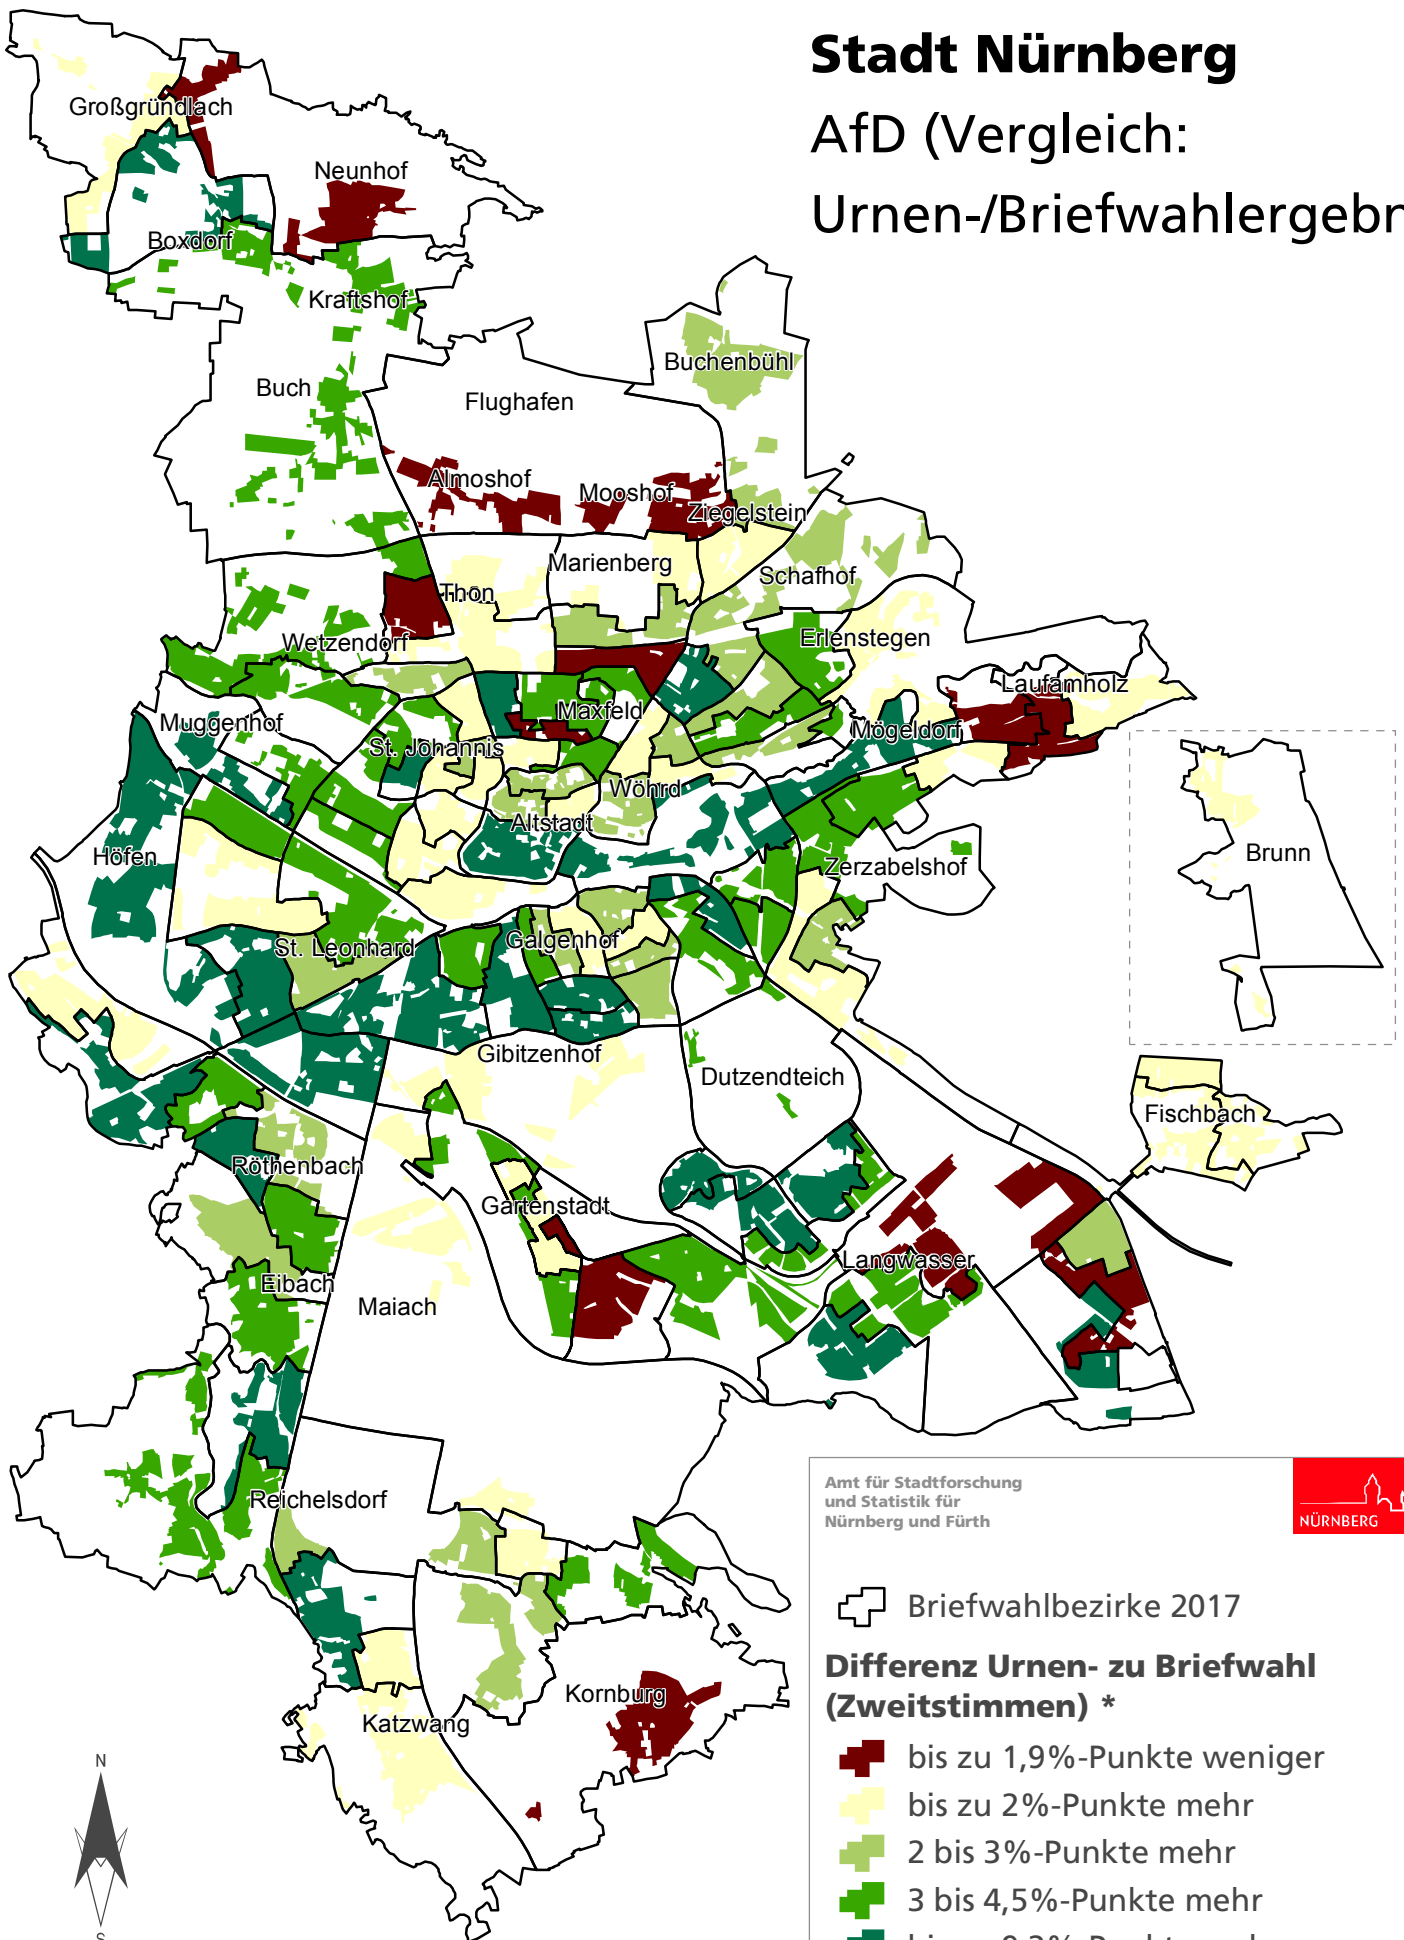 Stadt Nürnberg
AfD (Vergleich:
Urnen-/Briefwahlergebn
Großgründlach
Neunhof
Boxdorf
Kraftshof
Buchenbühl
Buch
Flughafen
Almoshof
Mooshof
Ziegelstein
Marienberg
Schafhof
Thon
Wetzendorf
Erlenstegen
Laufamholz
Muggenhof
Maxfeld
Mögeldorf
St. Johannis
Wöhrd
Altstadt
Höfen
Zerzabelshof
Brunn
St. Leonhard
Galgenhof
Gibitzenhof
Dutzendteich
Fischbach
Röthenbach
Gartenstadt
Langwasser
Eibach
Maiach
Reichelsdorf
Kornburg
Katzwang
N
S
Amt für Stadtforschung
und Statistik für
Nürnberg und Fürth
NÜRNBERG
Briefwahlbezirke 2017
Differenz Urnen- zu Briefwahl
(Zweitstimmen) *
bis zu 1,9%-Punkte weniger
bis zu 2%-Punkte mehr
2 bis 3%-Punkte mehr
3 bis 4,5%-Punkte mehr